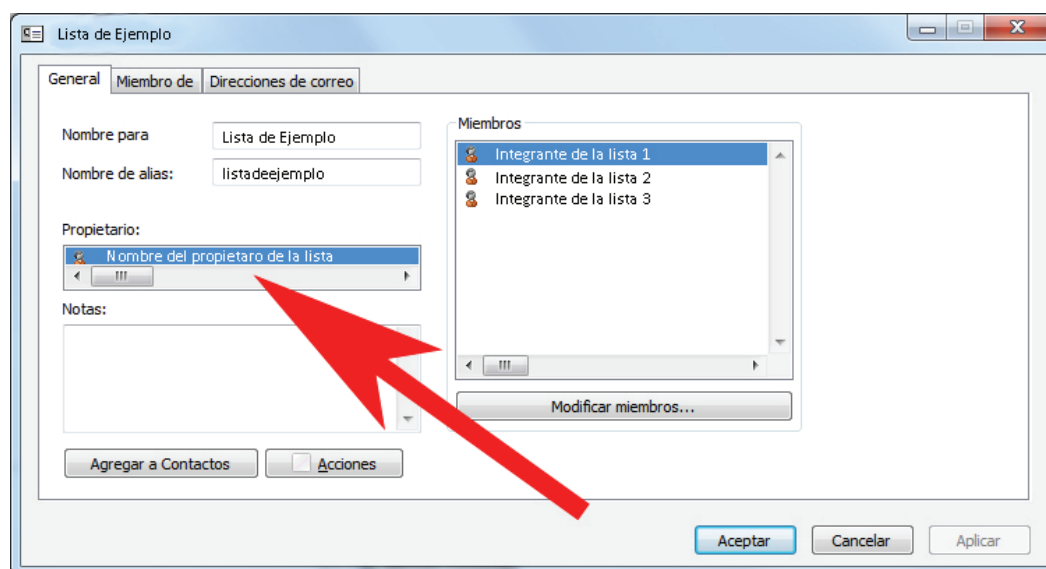 Lista de Ejemplo
General Miembro de Direcciones de correo
Nombre para Lista de Ejemplo
Nombre de alias: listadeejemplo
Propietario:
Nombre del propietaro de la lista
Notas:
Agregar a Contactos Acciones
Miembros
Integrante de la lista 1
Integrante de la lista 2
Integrante de la lista 3
Modificar miembros...
Aceptar Cancelar Aplicar